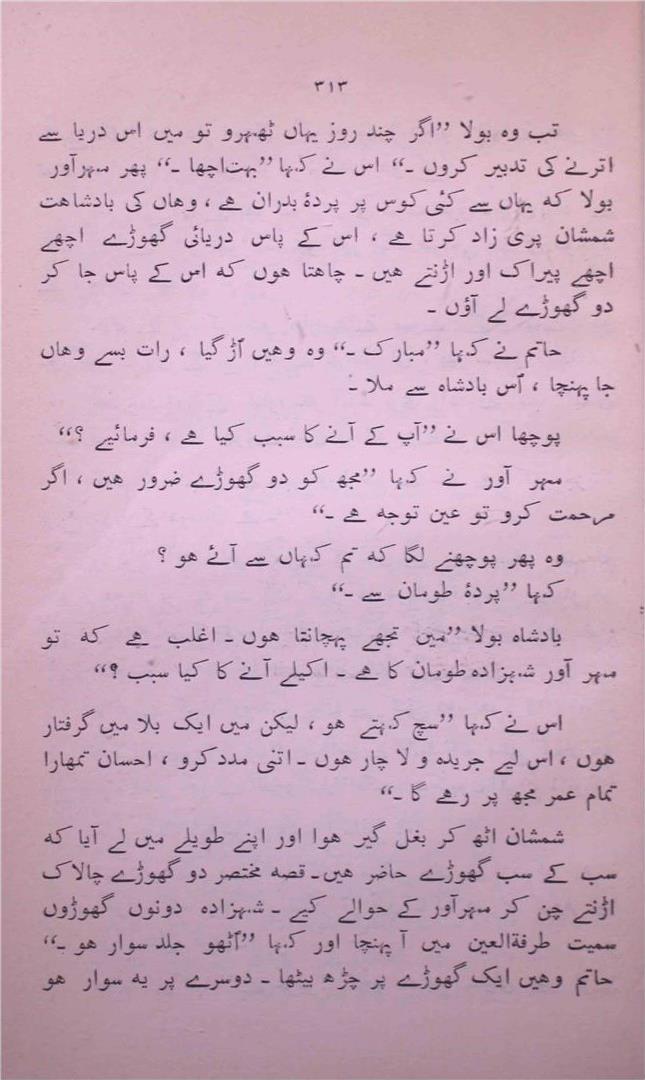 ۳۱۳
تب وہ بولا ”اگر چند روز یہاں ٹھہرو تو میں اس دریا سے
اترنے کی تدبیر کروں ۔“ اس نے کہا ”بہت اچھا ۔“ پھر مہرآور
بولا کہ یہاں سے کئی کوس پر پردۂ بدران ہے ، وہاں کی بادشاہت
شمشان پری زاد کرتا ہے ، اس کے پاس دریائی گھوڑے اچھے
اچھے پیراک اور اڑنتے ہیں ۔ چاہتا ہوں کہ اس کے پاس جا کر
دو گھوڑے لے آؤں ۔
حاتم نے کہا ”مبارک ۔“ وہ وہیں اُڑ گیا ، رات بسے وہاں
جا پہنچا ، اُس بادشاہ سے ملا ۔
پوچھا اس نے ”آپ کے آنے کا سبب کیا ہے ، فرمائیے ؟“
مہر آور نے کہا ”مجھ کو دو گھوڑے ضرور ہیں ، اگر
مرحمت کرو تو عین توجہ ہے ۔“
وہ پھر پوچھنے لگا کہ تم کہاں سے آئے ہو ؟
کہا ”پردۂ طومان سے ۔“
بادشاہ بولا ”میں تجھے پہچانتا ہوں ۔ اغلب ہے کہ تو
مہر آور شہزادہ طومان کا ہے ۔ اکیلے آنے کا کیا سبب ؟“
اس نے کہا ”سچ کہتے ہو ، لیکن میں ایک بلا میں گرفتار
ہوں ، اس لیے جریدہ و لا چار ہوں ۔ اتنی مدد کرو ، احسان تمھارا
تمام عمر مجھ پر رہے گا ۔“
شمشان اٹھ کر بغل گیر ہوا اور اپنے طویلے میں لے آیا کہ
سب کے سب گھوڑے حاضر ہیں ۔ قصہ مختصر دو گھوڑے چالاک
اڑنتے چن کر مہرآور کے حوالے کیے ۔ شہزادہ دونوں گھوڑوں
سمیت طرفۃالعین میں آ پہنچا اور کہا ”اُٹھو جلد سوار ہو ۔“
حاتم وہیں ایک گھوڑے پر چڑھ بیٹھا ۔ دوسرے پر یہ سوار ہو